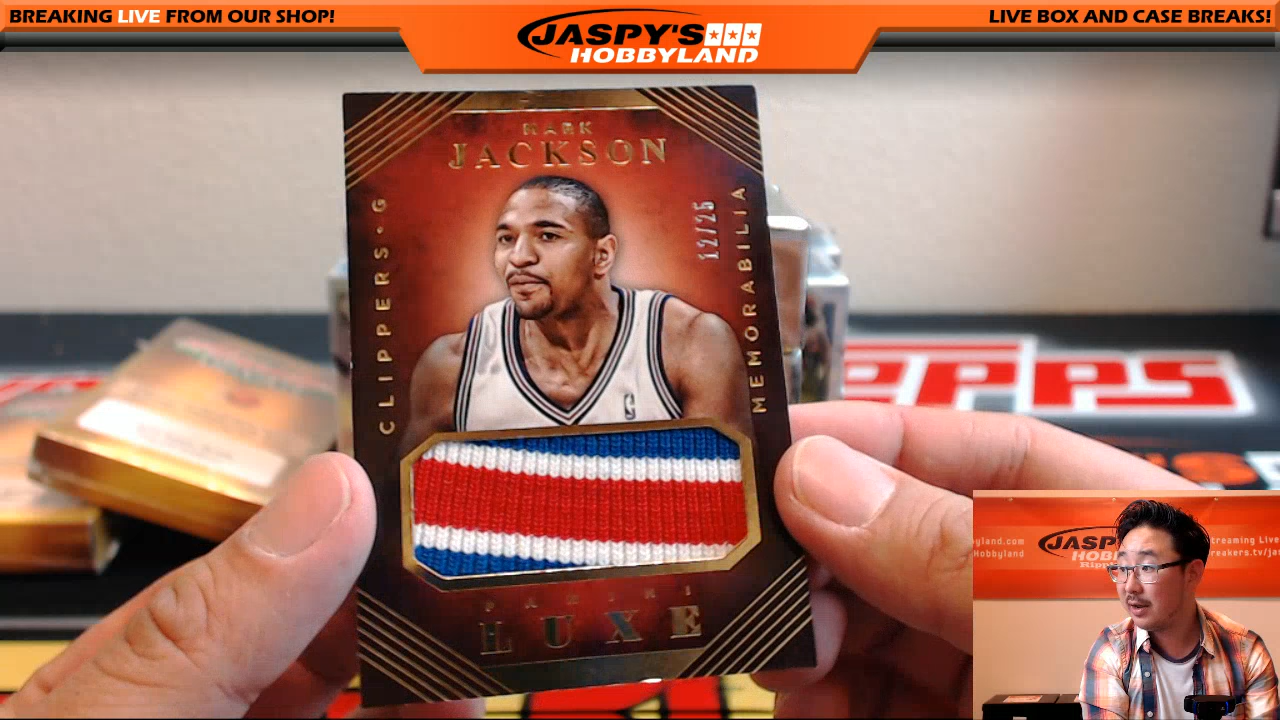 BREAKING LIVE FROM OUR SHOP!
JASPY'S
HOBBYLAND
LIVE BOX AND CASE BREAKS!
MARK
JACKSON
CLIPPERS • G
12/25
MEMORABILIA
PANINI
LUXE